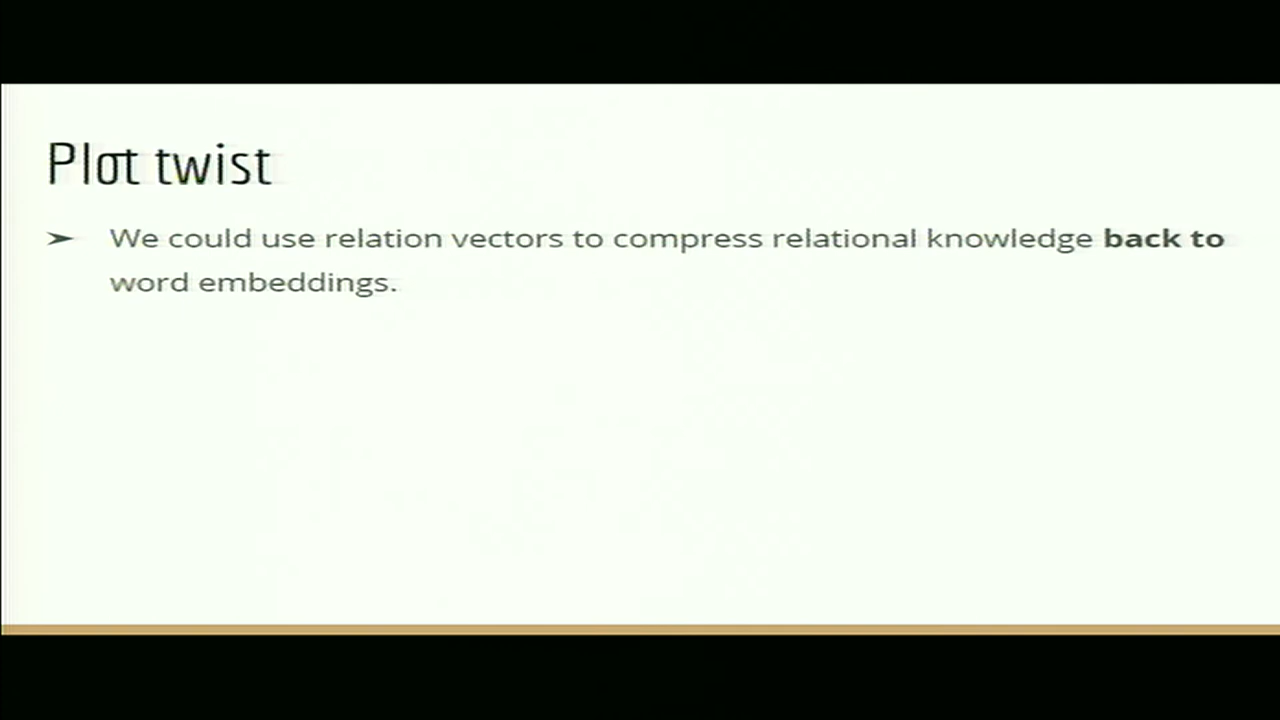 Plot twist
➤ We could use relation vectors to compress relational knowledge back to
word embeddings.